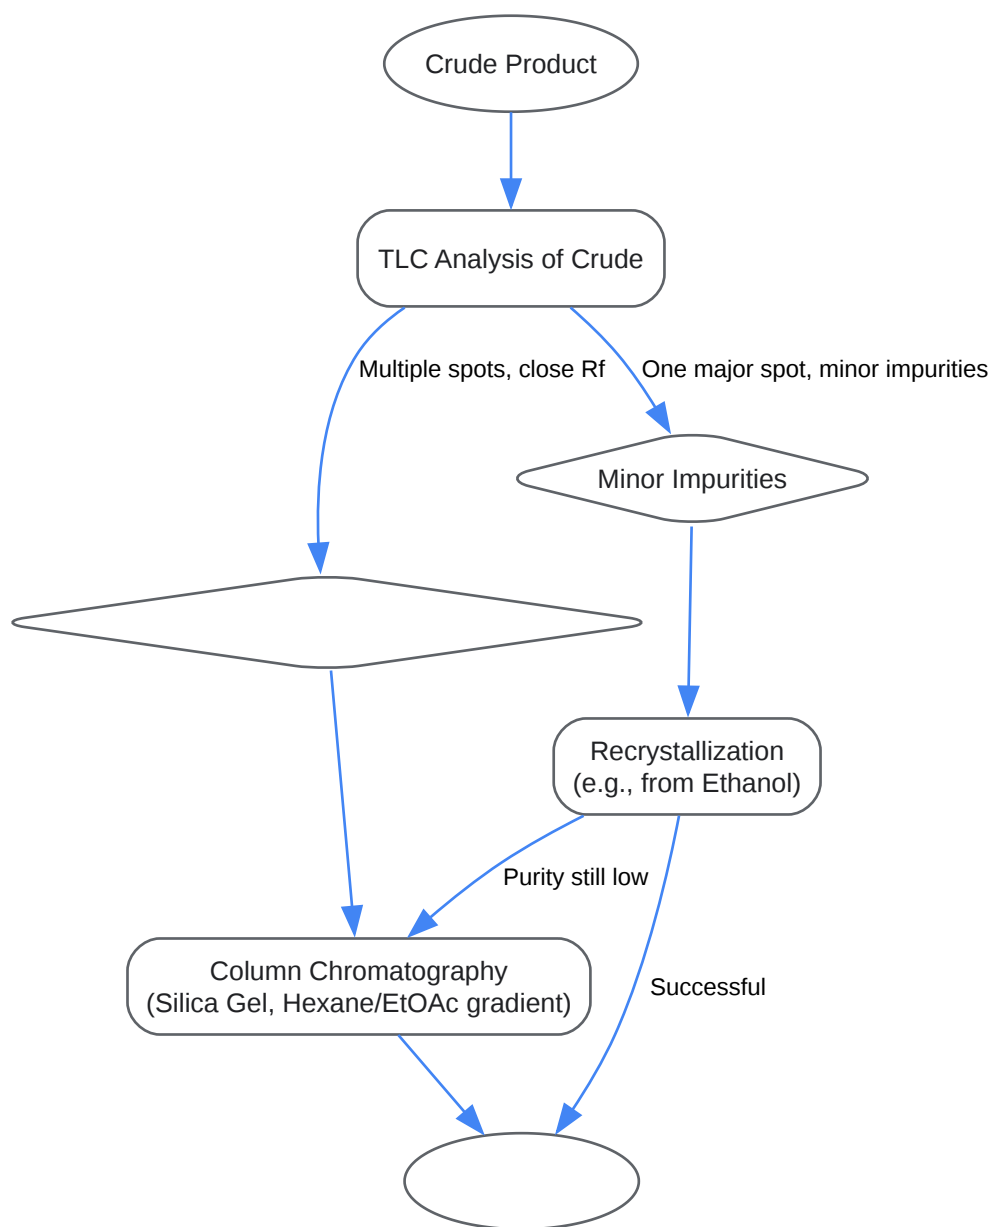 Crude Product
TLC Analysis of Crude
Multiple spots, close Rf
One major spot, minor impurities
Minor Impurities
Recrystallization
(e.g., from Ethanol)
Purity still low
Column Chromatography
(Silica Gel, Hexane/EtOAc gradient)
Successful